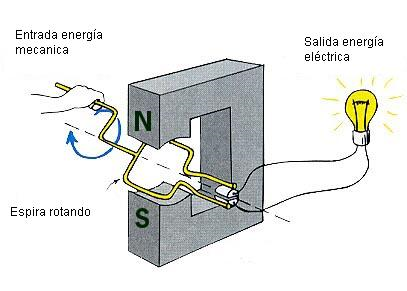 Entrada energía
mecanica
Salida energía
eléctrica
N
Espira rotando
S